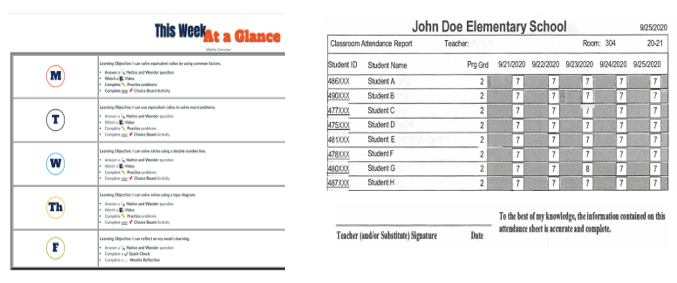 This Week At a Glance
Weekly Overview
M
Learning Objective: I can solve equivalent ratios by using common factors.
Answer a Notice and Wonder question
Watch a Video
Complete Practice problems
Complete one Choice Board Activity
T
Learning Objective: I can use equivalent ratios to solve word problems.
Answer a Notice and Wonder question
Watch a Video
Complete Practice problems
Complete one Choice Board Activity
W
Learning Objective: I can solve ratios using a double number line.
Answer a Notice and Wonder question
Watch a Video
Complete Practice problems
Complete one Choice Board Activity
Th
Learning Objective: I can solve ratios using a tape diagram.
Answer a Notice and Wonder question
Watch a Video
Complete Practice problems
Complete one Choice Board Activity
F
Learning Objective: I can reflect on my week's learning
Answer a Notice and Wonder question
Complete a Quick Check
Complete a Weekly Reflection
John Doe Elementary School 9/25/2020
Classroom Attendance Report Teacher: Room: 304 20-21
Student ID Student Name Prg Grd 9/21/2020 9/22/2020 9/23/2020 9/24/2020 9/25/2020
486XXX Student A 2 7 7 7 7 7
490XXX Student B 2 7 7 7 7 7
477XXX Student C 2 7 7 7 7 7
475XXX Student D 2 7 7 7 7 7
481XXX Student E 2 7 7 7 7 7
478XXX Student F 2 7 7 7 7 7
480XXX Student G 2 7 7 8 7 7
487XXX Student H 2 7 7 7 7 7
To the best of my knowledge, the information contained on this
attendance sheet is accurate and complete.
Teacher (and/or Substitute) Signature Date